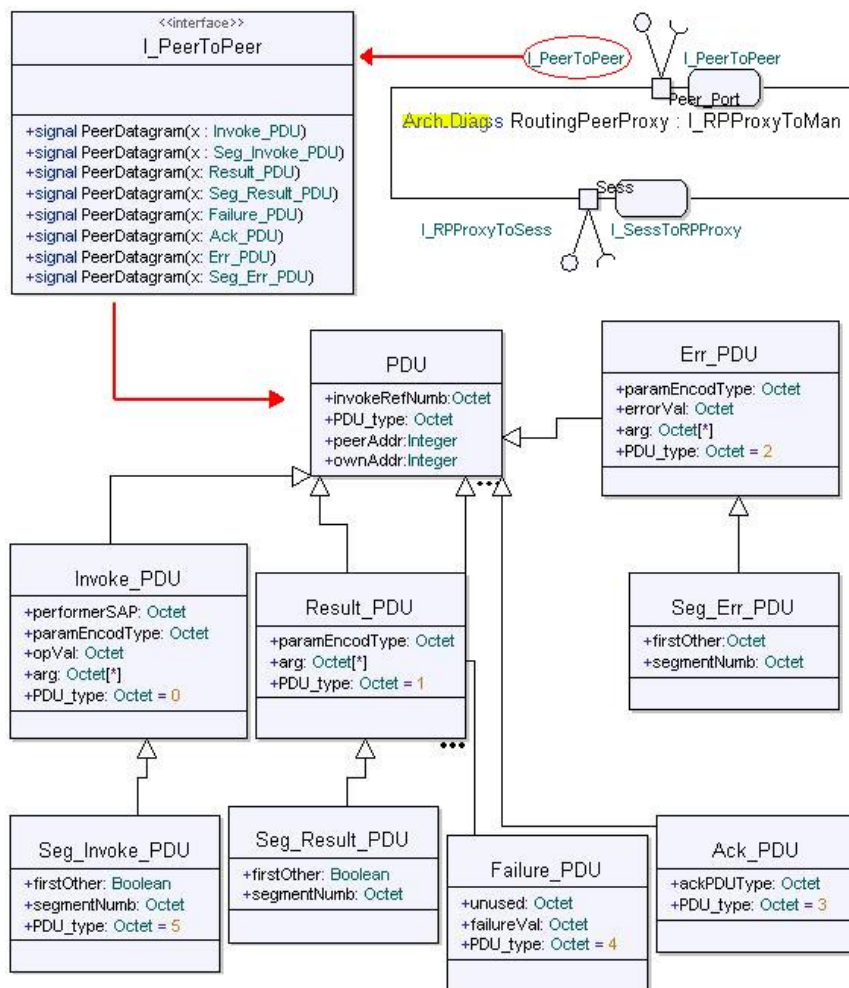 <<interface>>
I_PeerToPeer
+signal PeerDatagram(x : Invoke_PDU)
+signal PeerDatagram(x : Seg_Invoke_PDU)
+signal PeerDatagram(x: Result_PDU)
+signal PeerDatagram(x: Seg_Result_PDU)
+signal PeerDatagram(x: Failure_PDU)
+signal PeerDatagram(x: Ack_PDU)
+signal PeerDatagram(x: Err_PDU)
+signal PeerDatagram(x: Seg_Err_PDU)
I_PeerToPeer
I_PeerToPeer
Peer_Port
RoutingPeerProxy : I_RPProxyToMan
Sess
I_RPProxyToSess
I_SessToRPProxy
PDU
+invokeRefNumb:Octet
+PDU_type: Octet
+peerAddr:Integer
+ownAddr:Integer
Err_PDU
+paramEncodType: Octet
+errorVal: Octet
+arg: Octet[*]
+PDU_type: Octet = 2
Invoke_PDU
+performerSAP: Octet
+paramEncodType: Octet
+opVal: Octet
+arg: Octet[*]
+PDU_type: Octet = 0
Result_PDU
+paramEncodType: Octet
+arg: Octet[*]
+PDU_type: Octet = 1
Seg_Err_PDU
+firstOther:Octet
+segmentNumb: Octet
Seg_Invoke_PDU
+firstOther: Boolean
+segmentNumb: Octet
+PDU_type: Octet = 5
Seg_Result_PDU
+firstOther: Boolean
+segmentNumb: Octet
Failure_PDU
+unused: Octet
+failureVal: Octet
+PDU_type: Octet = 4
Ack_PDU
+ackPDUType: Octet
+PDU_type: Octet = 3